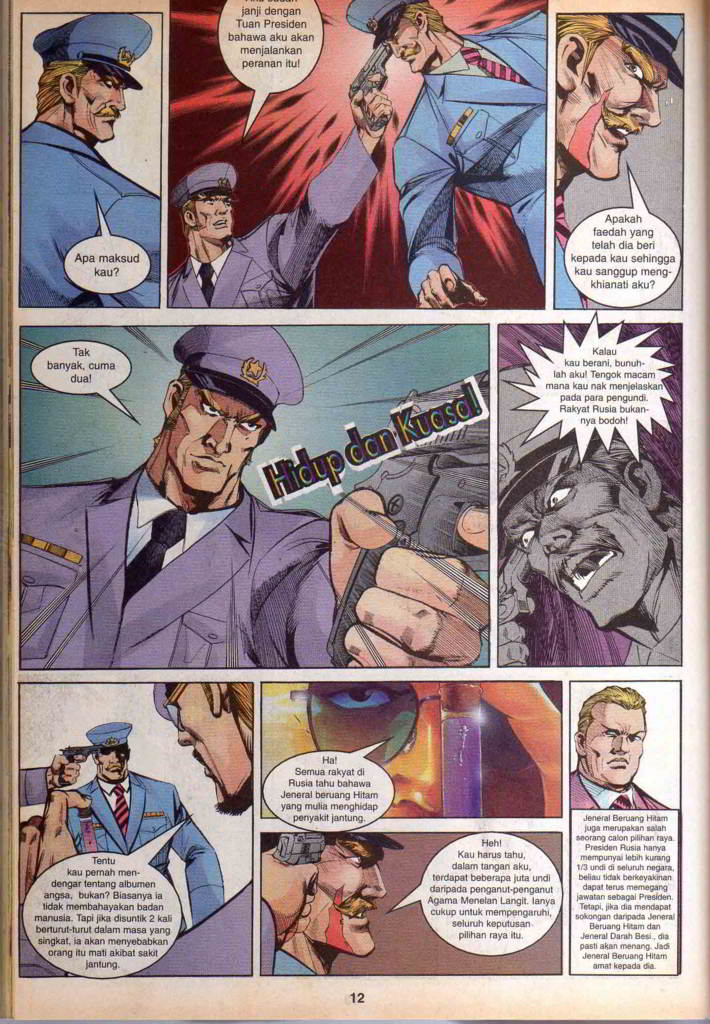 Apa maksud
kau?
janji dengan
Tuan Presiden
bahawa aku akan
menjalankan
peranan itu!
Apakah
faedah yang
telah dia beri
kepada kau sehingga
kau sanggup meng-
khianati aku?
Tak
banyak, cuma
dua!
Hidup dan Kuasa!
Kalau
kau berani, bunuh-
lah aku! Tengok macam
mana kau nak menjelaskan
pada para pengundi.
Rakyat Rusia bukan-
nya bodoh!
Tentu
kau pernah men-
dengar tentang albumen
angsa, bukan? Biasanya ia
tidak membahayakan badan
manusia. Tapi jika disuntik 2 kali
berturut-turut dalam masa yang
singkat, ia akan menyebabkan
orang itu mati akibat sakit
jantung.
Ha!
Semua rakyat di
Rusia tahu bahawa
Jeneral beruang Hitam
yang mulia menghidap
penyakit jantung.
Heh!
Kau harus tahu,
dalam tangan aku,
terdapat beberapa juta undi
daripada penganut-penganut
Agama Menelan Langit. Ianya
cukup untuk mempengaruhi,
seluruh keputusan-
pilihan raya itu.
Jeneral Beruang Hitam
juga merupakan salah
seorang calon pilihan raya.
Presiden Rusia hanya
mempunyai lebih kurang
1/3 undi di seluruh negara,
beliau tidak berkeyakinan
dapat terus memegang
jawatan sebagai Presiden.
Tetapi, jika dia mendapat
sokongan daripada Jeneral
Beruang Hitam dan
Jeneral Darah Besi., dia
pasti akan menang. Jadi
Jeneral Beruang Hitam
amat kepada dia.
12